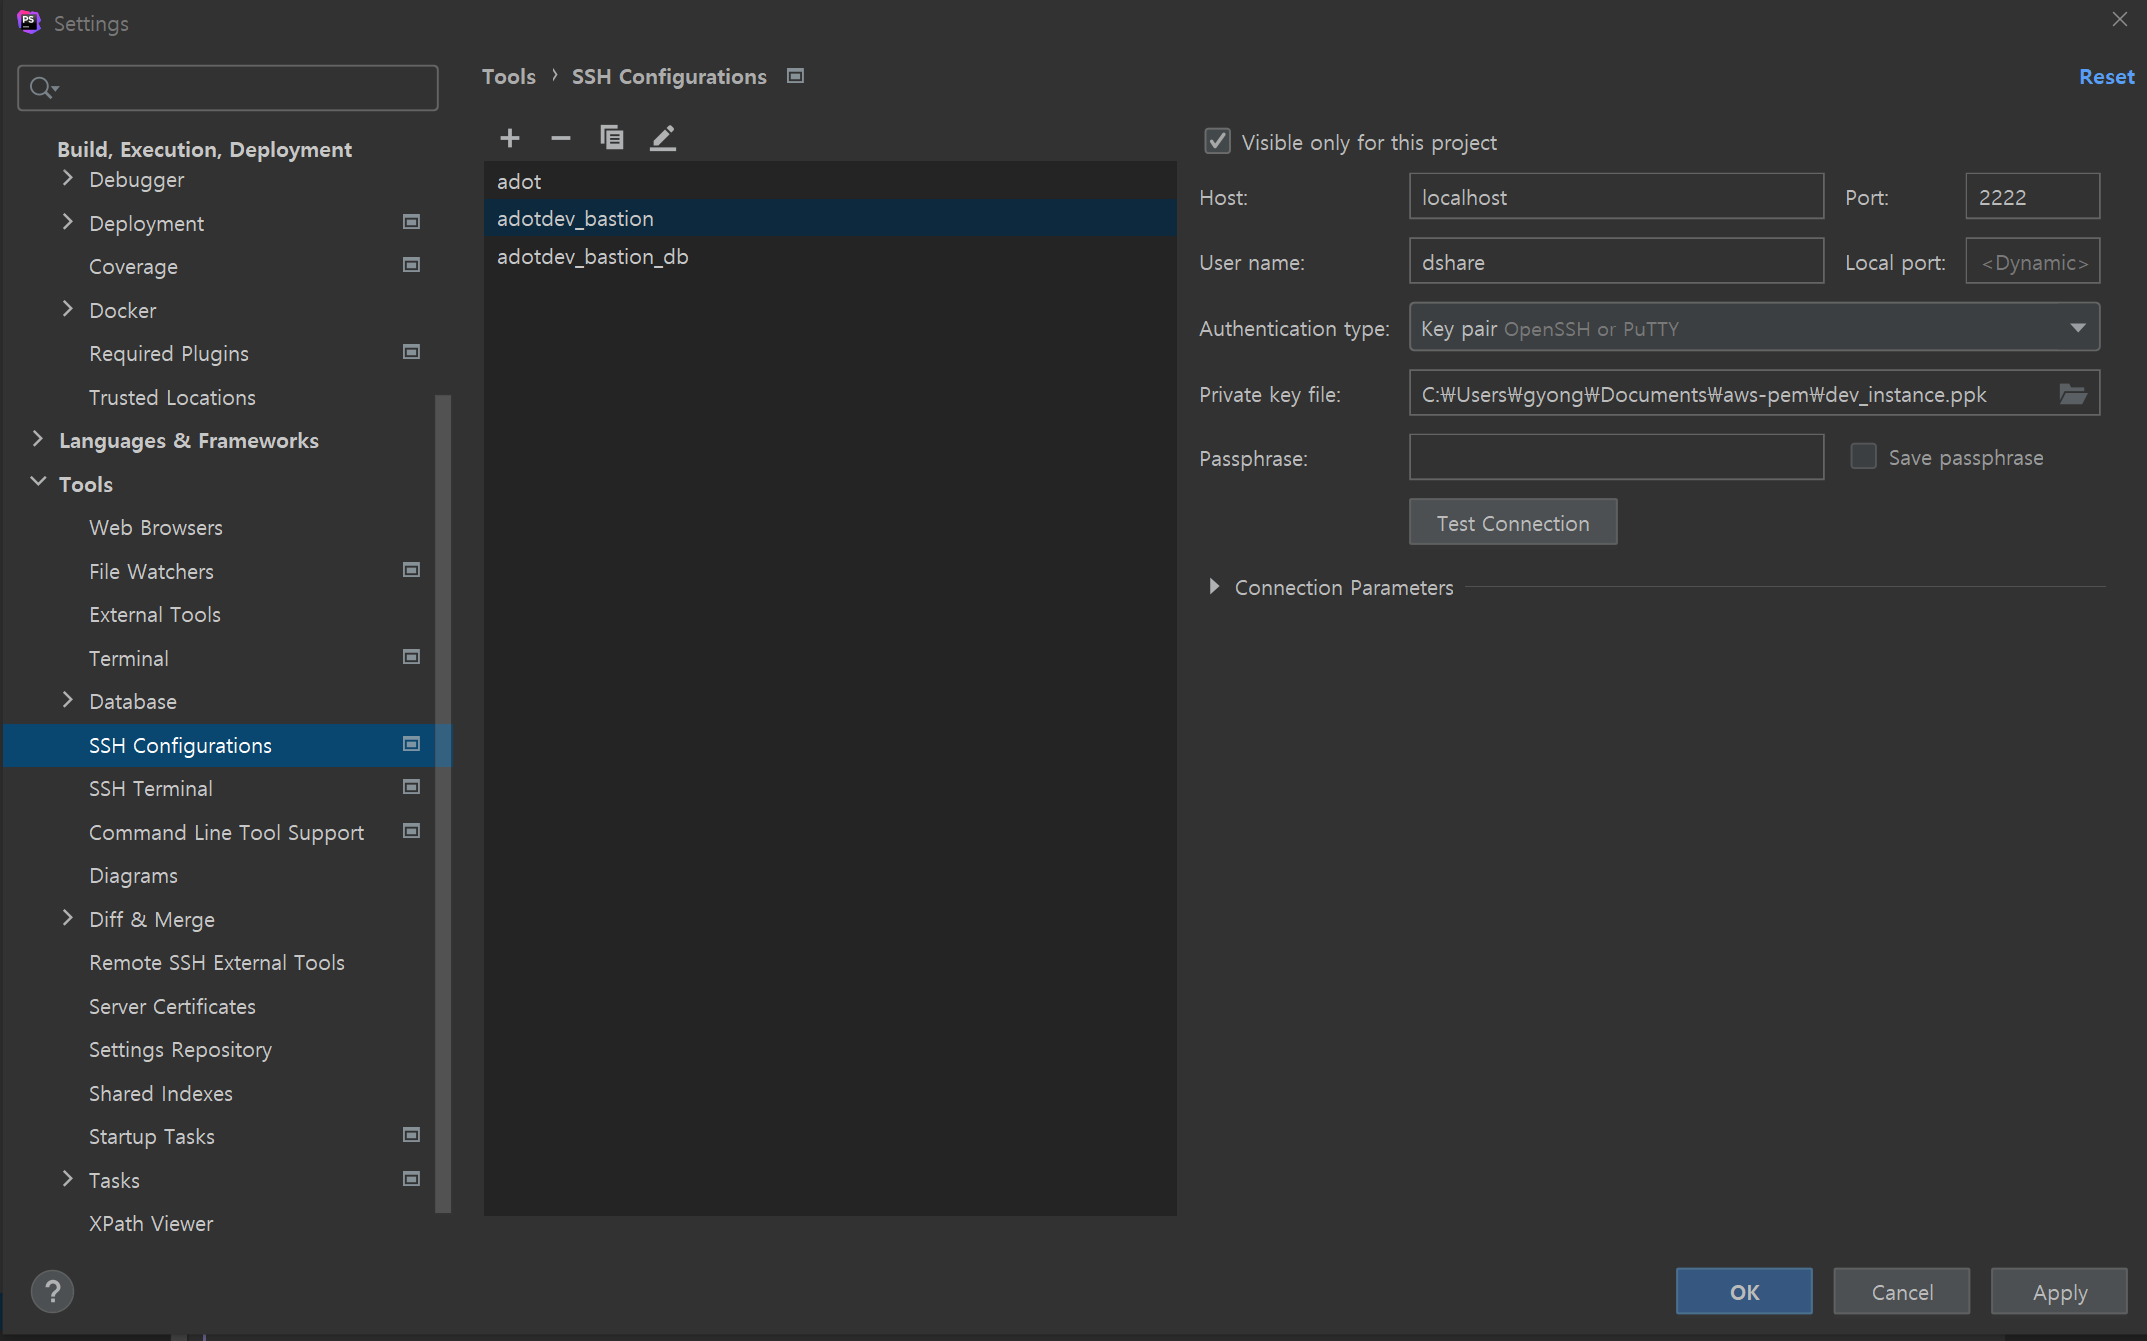 PS
Settings
Tools › SSH Configurations
Reset
Build, Execution, Deployment
Debugger
Deployment
Coverage
Docker
Required Plugins
Trusted Locations
Languages & Frameworks
Tools
Web Browsers
File Watchers
External Tools
Terminal
Database
SSH Configurations
SSH Terminal
Command Line Tool Support
Diagrams
Diff & Merge
Remote SSH External Tools
Server Certificates
Settings Repository
Shared Indexes
Startup Tasks
Tasks
XPath Viewer
adot
adotdev_bastion
adotdev_bastion_db
Visible only for this project
Host: localhost Port: 2222
User name: dshare Local port: <Dynamic>
Authentication type: Key pair OpenSSH or PuTTY
Private key file: C:₩Users₩gyong₩Documents₩aws-pem₩dev_instance.ppk
Passphrase: Save passphrase
Test Connection
Connection Parameters
?
OK Cancel Apply